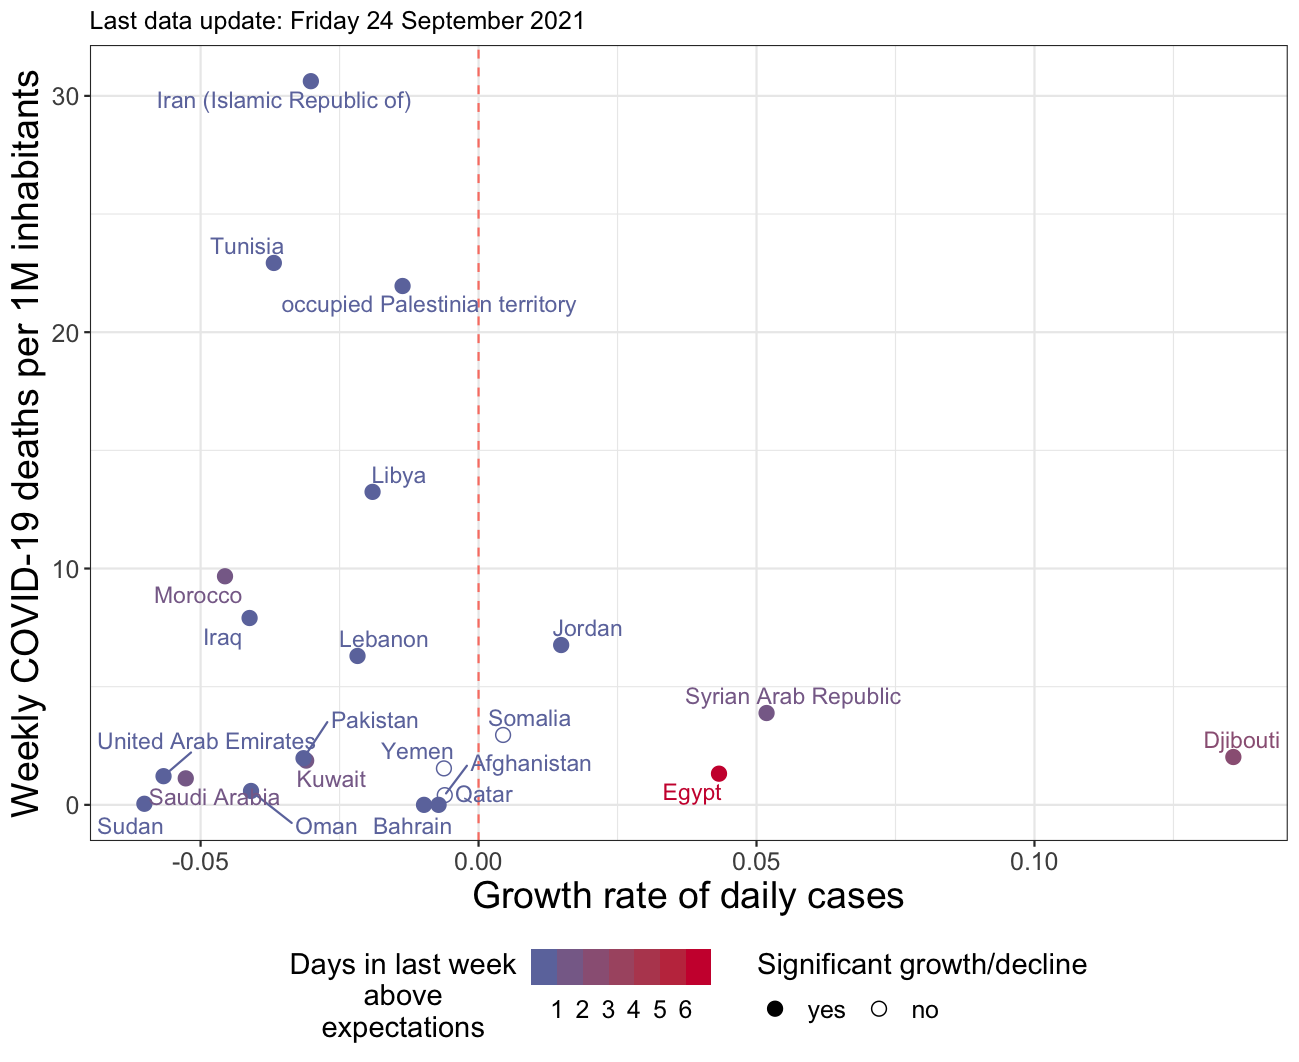 Last data update: Friday 24 September 2021
Weekly COVID-19 deaths per 1M inhabitants
30
20
10
0
Iran (Islamic Republic of)
Tunisia
occupied Palestinian territory
Libya
Morocco
Iraq
Lebanon
Jordan
Syrian Arab Republic
Pakistan
Somalia
United Arab Emirates
Yemen
Djibouti
Afghanistan
Kuwait
Egypt
Saudi Arabia
Qatar
Sudan
Oman
Bahrain
-0.05
0.00
0.05
0.10
Growth rate of daily cases
Days in last week
above
expectations
1 2 3 4 5 6
Significant growth/decline
yes
no